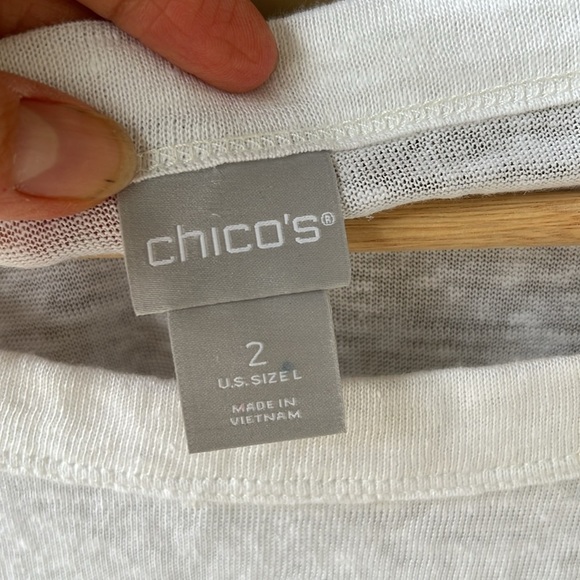 chico's®
2
U.S. SIZE L
MADE IN
VIETNAM